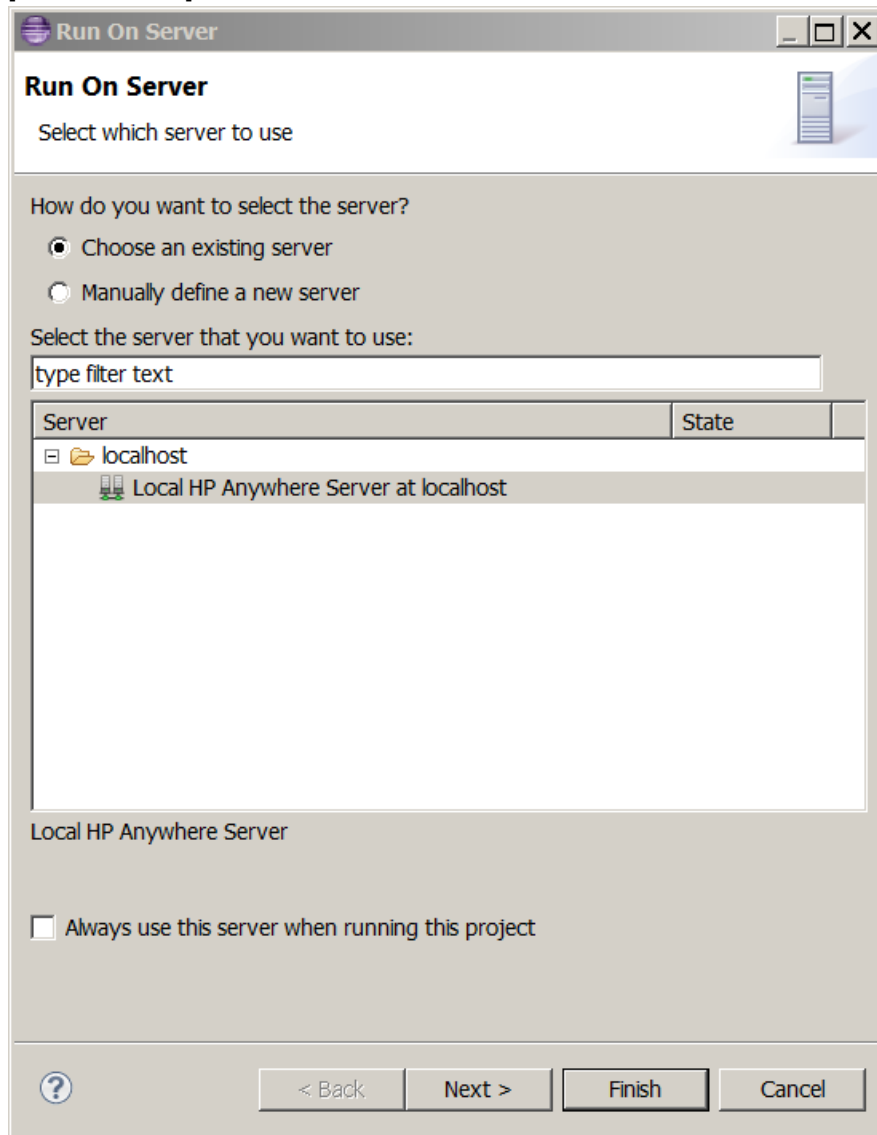 Run On Server
Run On Server
Select which server to use
How do you want to select the server?
Choose an existing server
Manually define a new server
Select the server that you want to use:
type filter text
Server State
localhost
Local HP Anywhere Server at localhost
Local HP Anywhere Server
Always use this server when running this project
? < Back Next > Finish Cancel